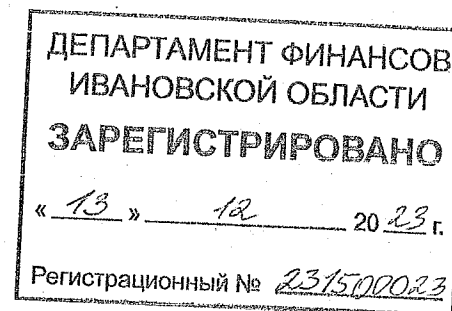 ДЕПАРТАМЕНТ ФИНАНСОВ
ИВАНОВСКОЙ ОБЛАСТИ
ЗАРЕГИСТРИРОВАНО
« 13 » 12 20 23 г.
Регистрационный № 231500023